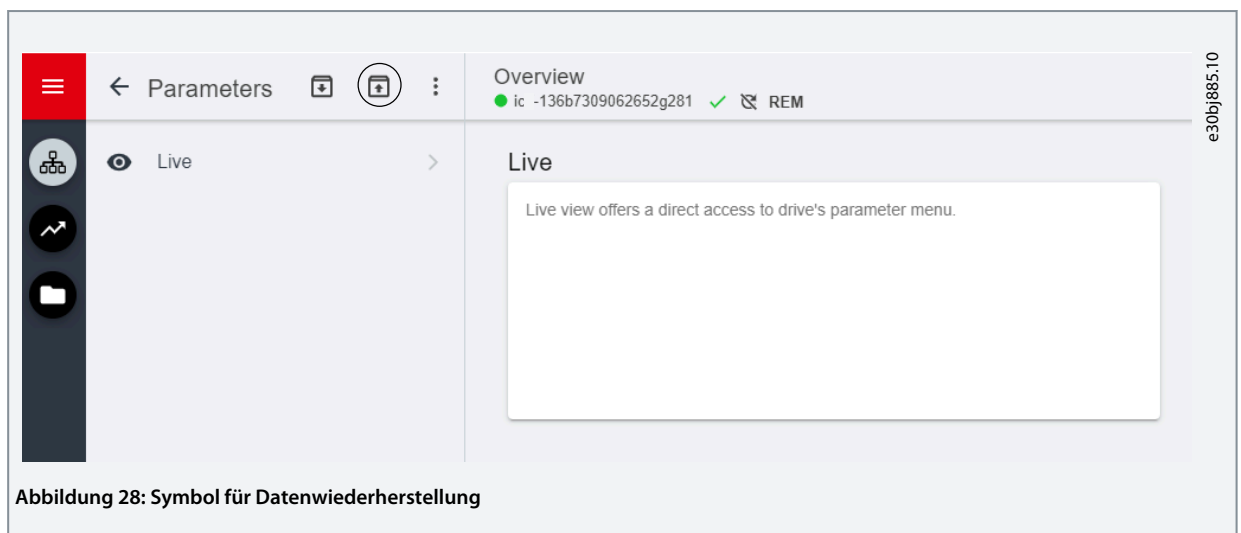 Parameters
Overview
ic -136b7309062652g281 REM
Live
Live
Live view offers a direct access to drive's parameter menu.
e30bj885.10
Abbildung 28: Symbol für Datenwiederherstellung